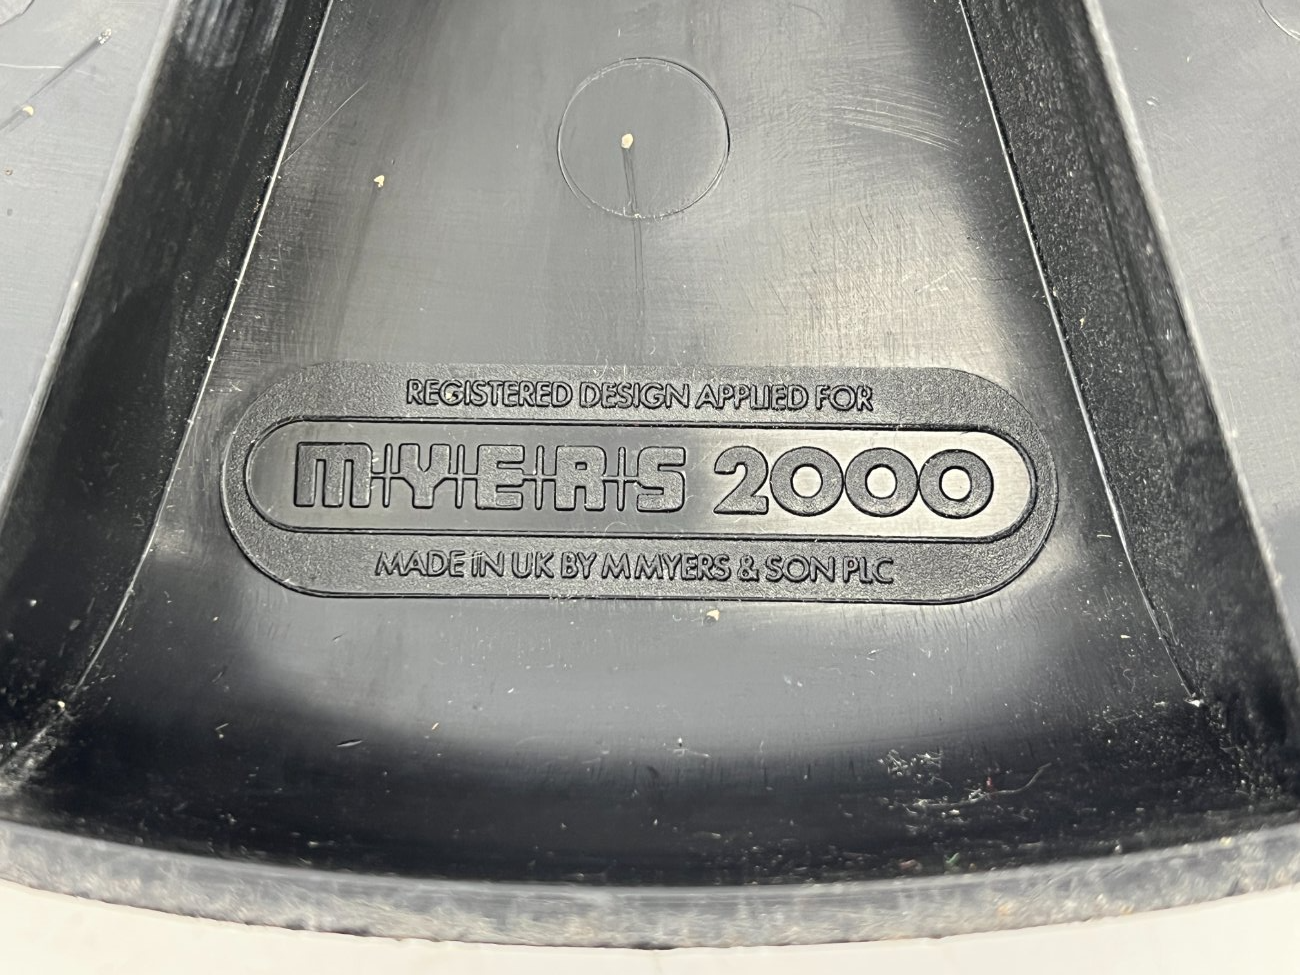 REGISTERED DESIGN APPLIED FOR
MYERS 2000
MADE IN UK BY M MYERS & SON PLC